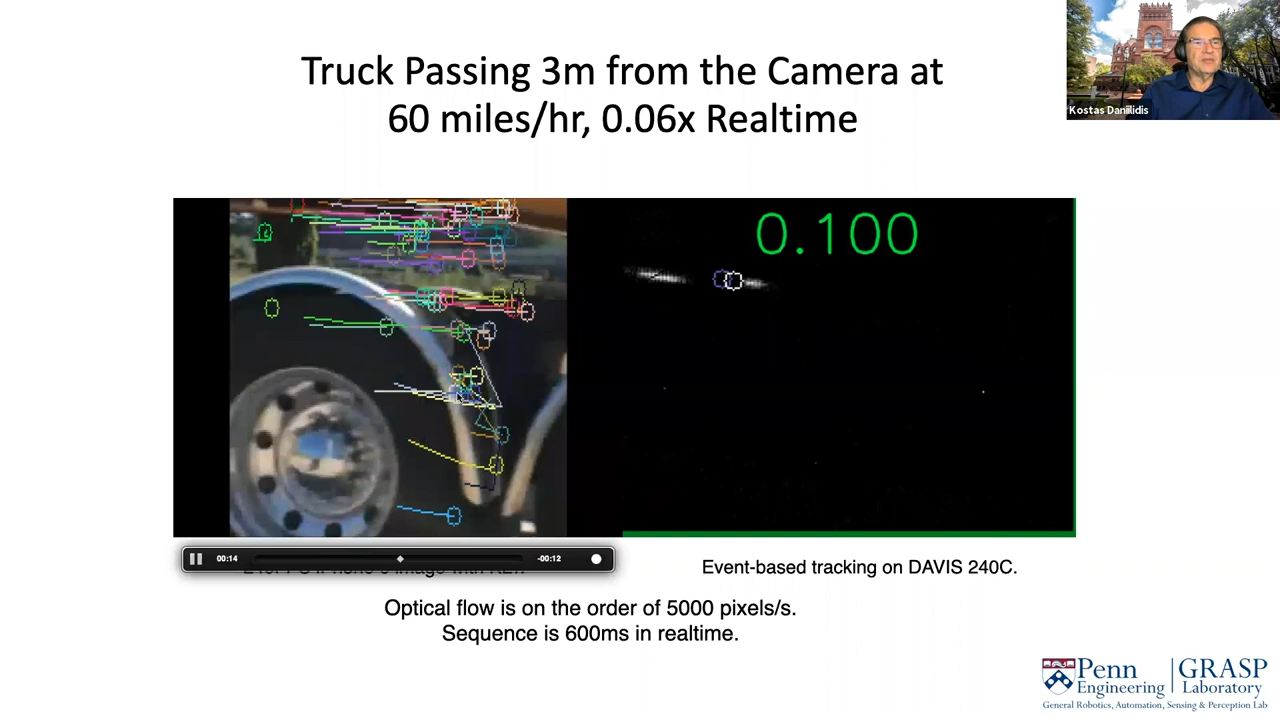 Truck Passing 3m from the Camera at
60 miles/hr, 0.06x Realtime
Kostas Daniilidis
0.100
00:14
-00:12
Event-based tracking on DAVIS 240C.
Optical flow is on the order of 5000 pixels/s.
Sequence is 600ms in realtime.
Penn
Engineering
GRASP
Laboratory
General Robotics, Automation, Sensing & Perception Lab